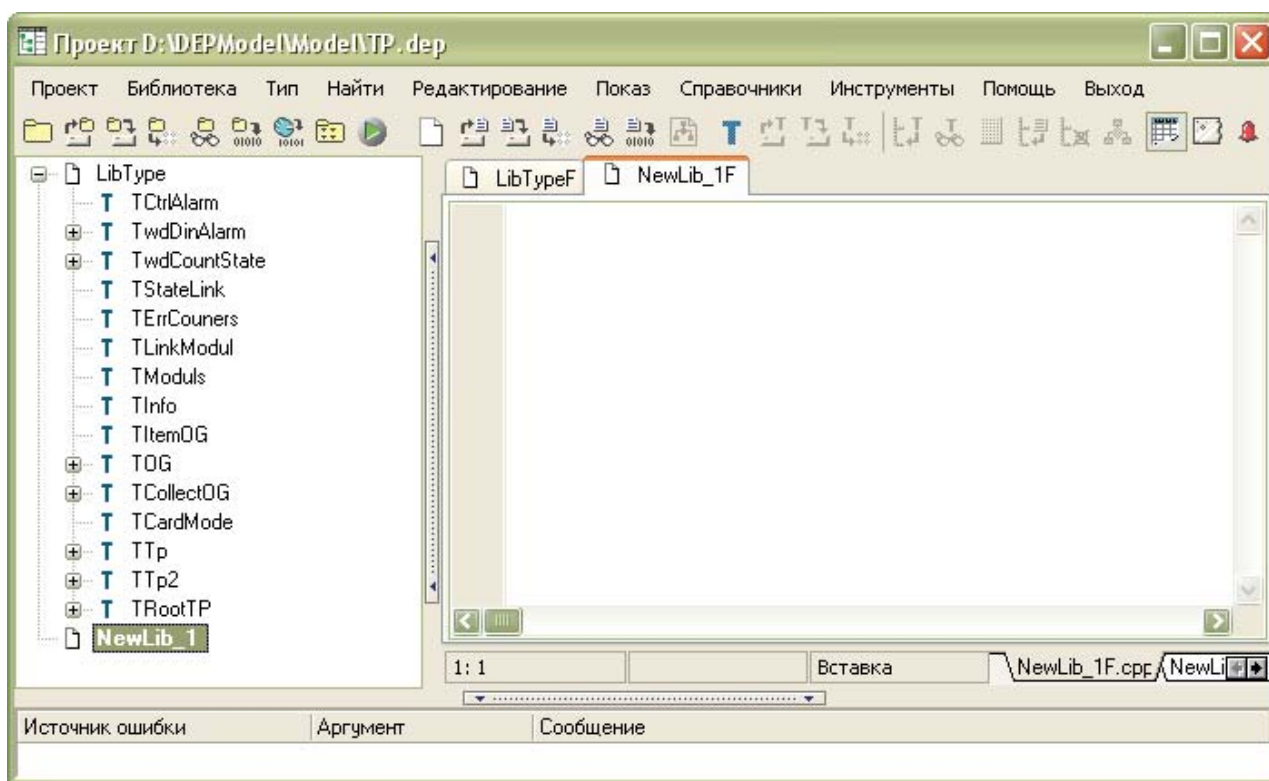 Проект D:\DEPModel\Model\TP.dep
Проект Библиотека Тип Найти Редактирование Показ Справочники Инструменты Помощь Выход
LibType
TCtrlAlarm
TwdDinAlarm
TwdCountState
TStateLink
TErrCouners
TLinkModul
TModuls
TInfo
TItemOG
TOG
TCollectOG
TCardMode
TTp
TTp2
TRootTP
NewLib_1
LibTypeF NewLib_1F
1: 1 Вставка NewLib_1F.cpp NewLi
Источник ошибки Аргумент Сообщение